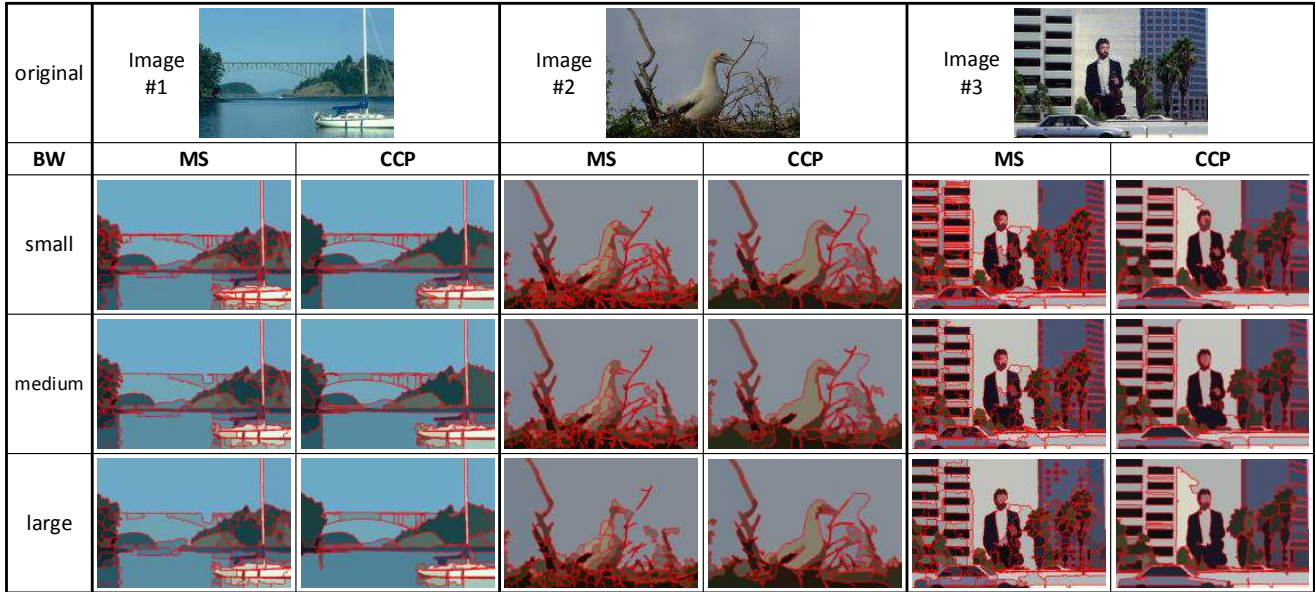 original
Image
#1
Image
#2
Image
#3
BW
MS
CCP
MS
CCP
MS
CCP
small
medium
large